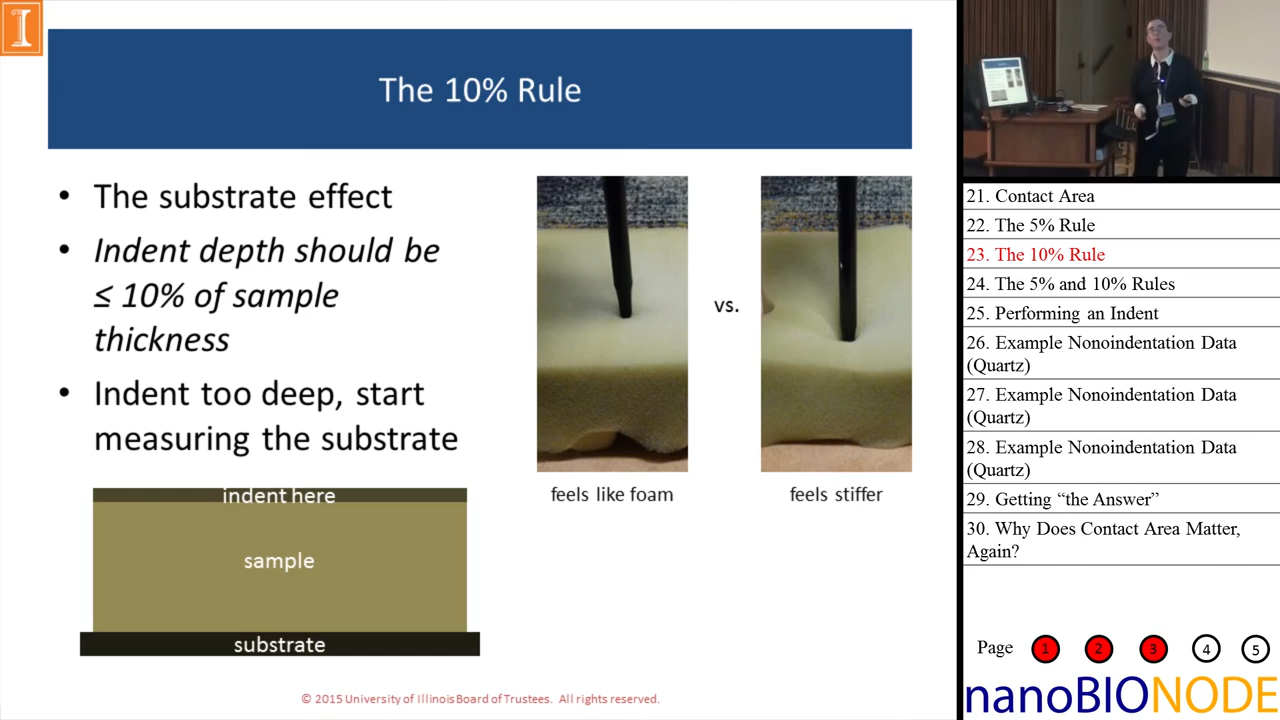 I
The 10% Rule
• The substrate effect
• Indent depth should be
≤ 10% of sample
thickness
• Indent too deep, start
measuring the substrate
indent here
sample
substrate
vs.
feels like foam
feels stiffer
© 2015 University of IllinoisBoard of Trustees. All rights reserved.
21. Contact Area
22. The 5% Rule
23. The 10% Rule
24. The 5% and 10% Rules
25. Performing an Indent
26. Example Nonoindentation Data
(Quartz)
27. Example Nonoindentation Data
(Quartz)
28. Example Nonoindentation Data
(Quartz)
29. Getting “the Answer”
30. Why Does Contact Area Matter,
Again?
Page 1 2 3 4 5
nanoBIONODE